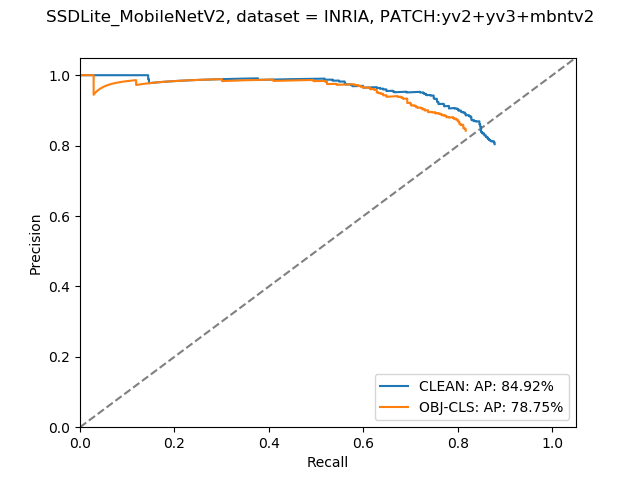 SSDLite_MobileNetV2, dataset = INRIA, PATCH:yv2+yv3+mbntv2
1.0
0.8
0.6
0.4
0.2
0.0
Precision
0.0 0.2 0.4 0.6 0.8 1.0
Recall
CLEAN: AP: 84.92%
OBJ-CLS: AP: 78.75%